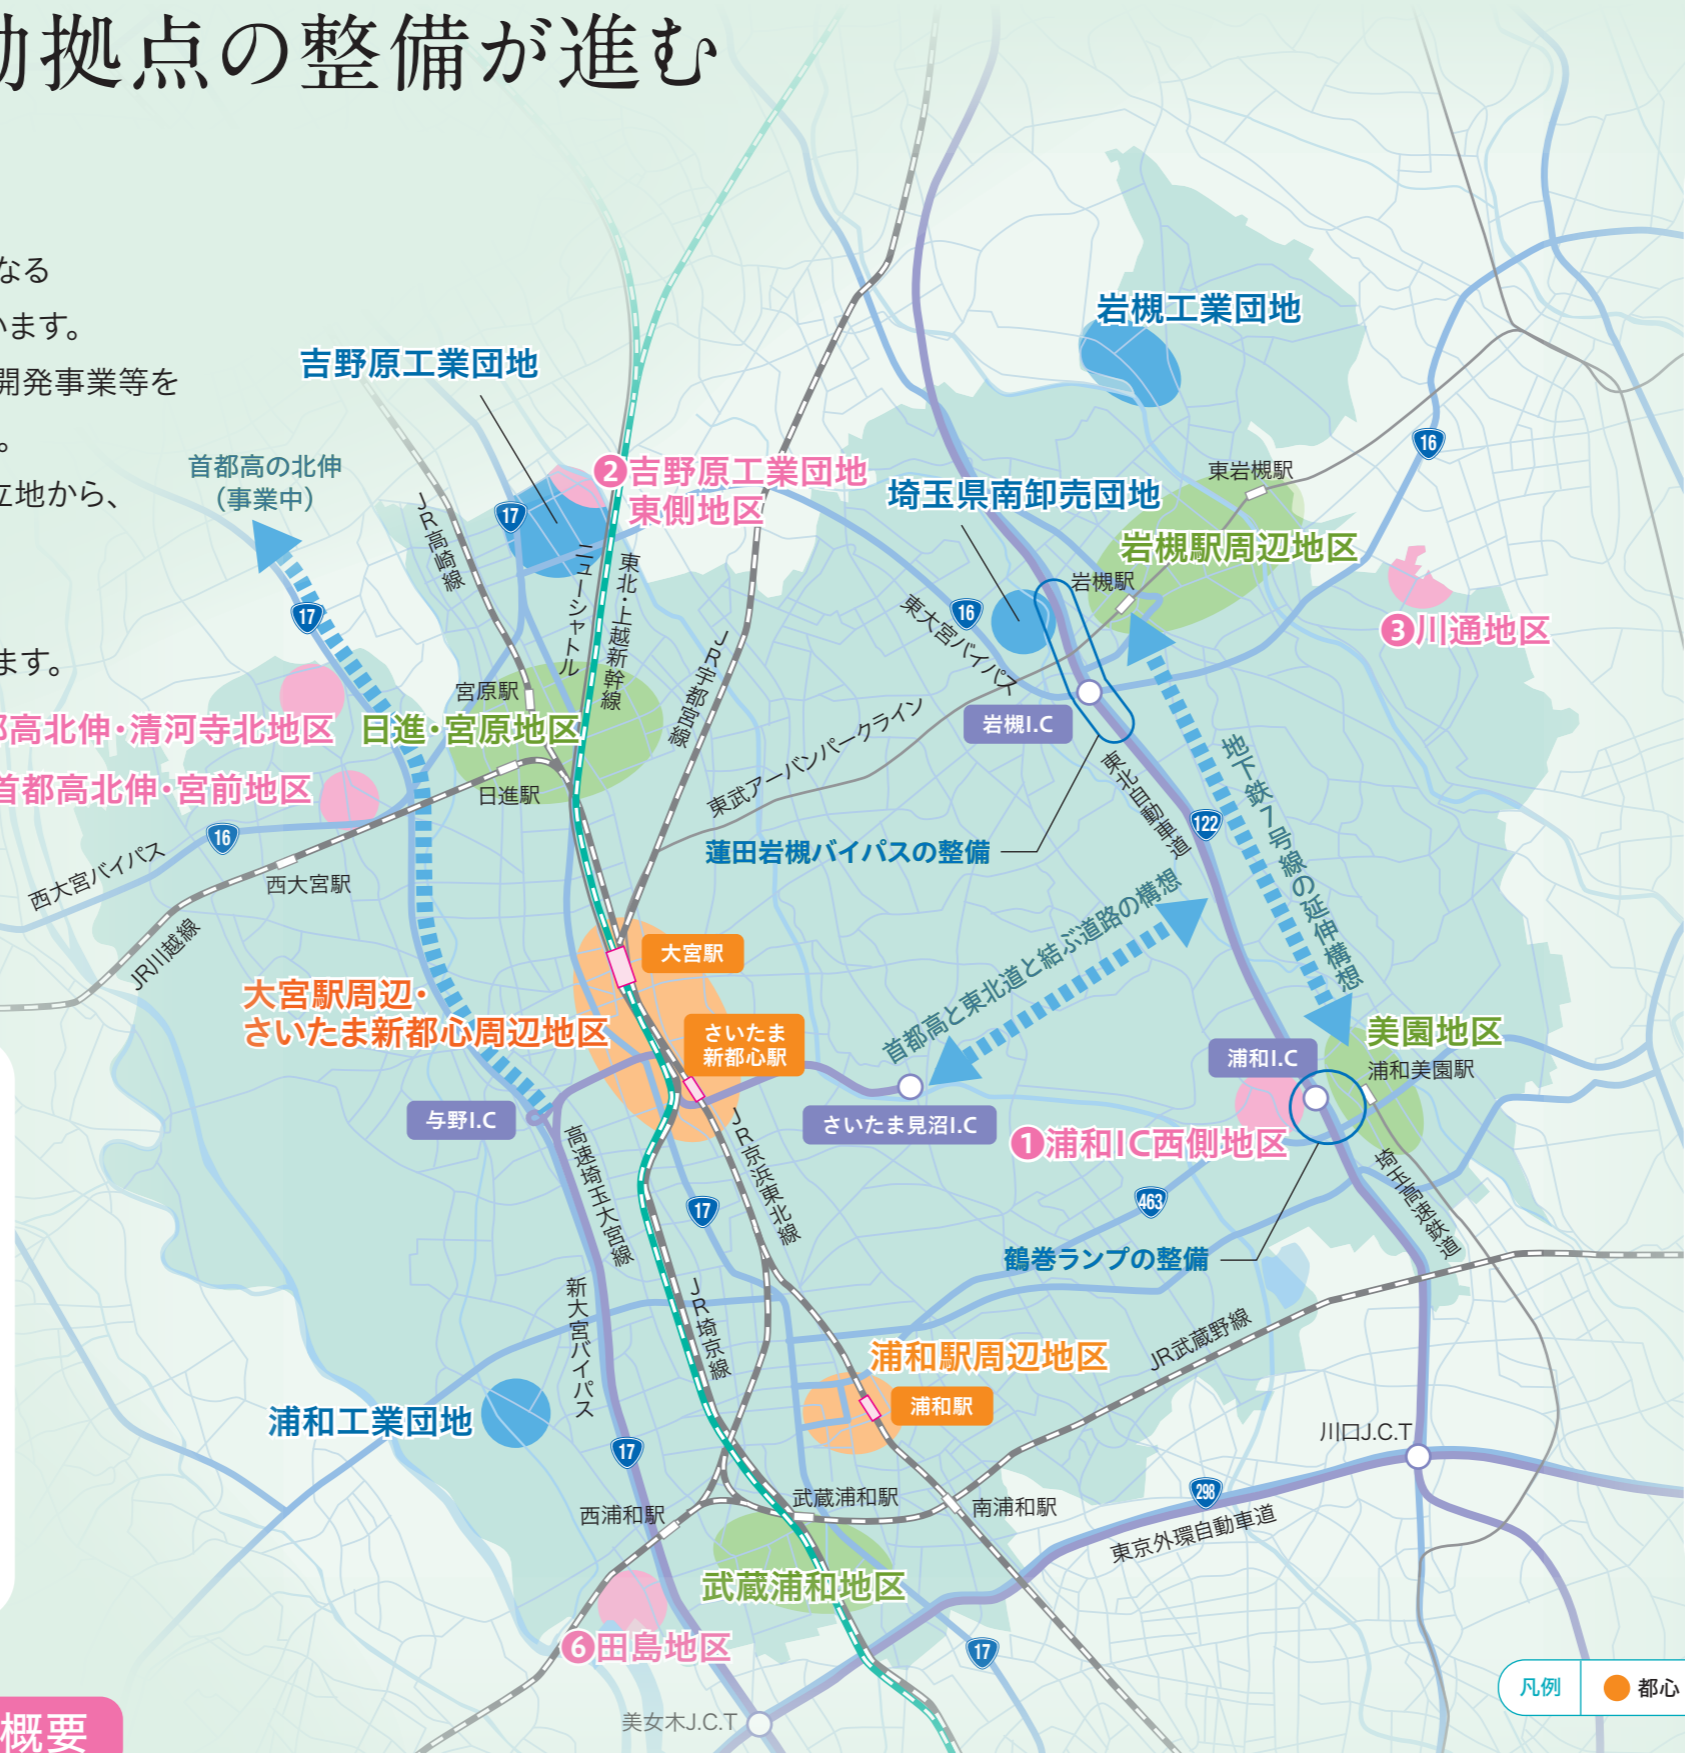 動拠点の整備が進む
なる
います。
開発事業等を
。
立地から、
ます。
首都高の北伸
（事業中）
吉野原工業団地
岩槻工業団地
❷吉野原工業団地
東側地区
埼玉県南卸売団地
東岩槻駅
岩槻駅周辺地区
岩槻駅
❸川通地区
16
17
17
16
JR高崎線
ニューシャトル
東北・上越新幹線
JR宇都宮線
東大宮バイパス
東武アーバンパークライン
宮原駅
都高北伸・清河寺北地区
日進・宮原地区
首都高北伸・宮前地区
日進駅
岩槻I.C
東北自動車道
122
地下鉄7号線の延伸構想
蓮田岩槻バイパスの整備
16
西大宮バイパス
西大宮駅
JR川越線
首都高と東北道と結ぶ道路の構想
大宮駅
大宮駅周辺・
さいたま新都心周辺地区
さいたま
新都心駅
美園地区
浦和I.C
浦和美園駅
与野I.C
さいたま見沼I.C
❶浦和IC西側地区
高速埼玉大宮線
JR京浜東北線
17
463
埼玉高速鉄道
鶴巻ランプの整備
新大宮バイパス
JR埼京線
JR武蔵野線
浦和駅周辺地区
浦和駅
浦和工業団地
17
川口J.C.T
西浦和駅
武蔵浦和駅
南浦和駅
298
東京外環自動車道
武蔵浦和地区
❻田島地区
17
美女木J.C.T
概要
凡例
都心